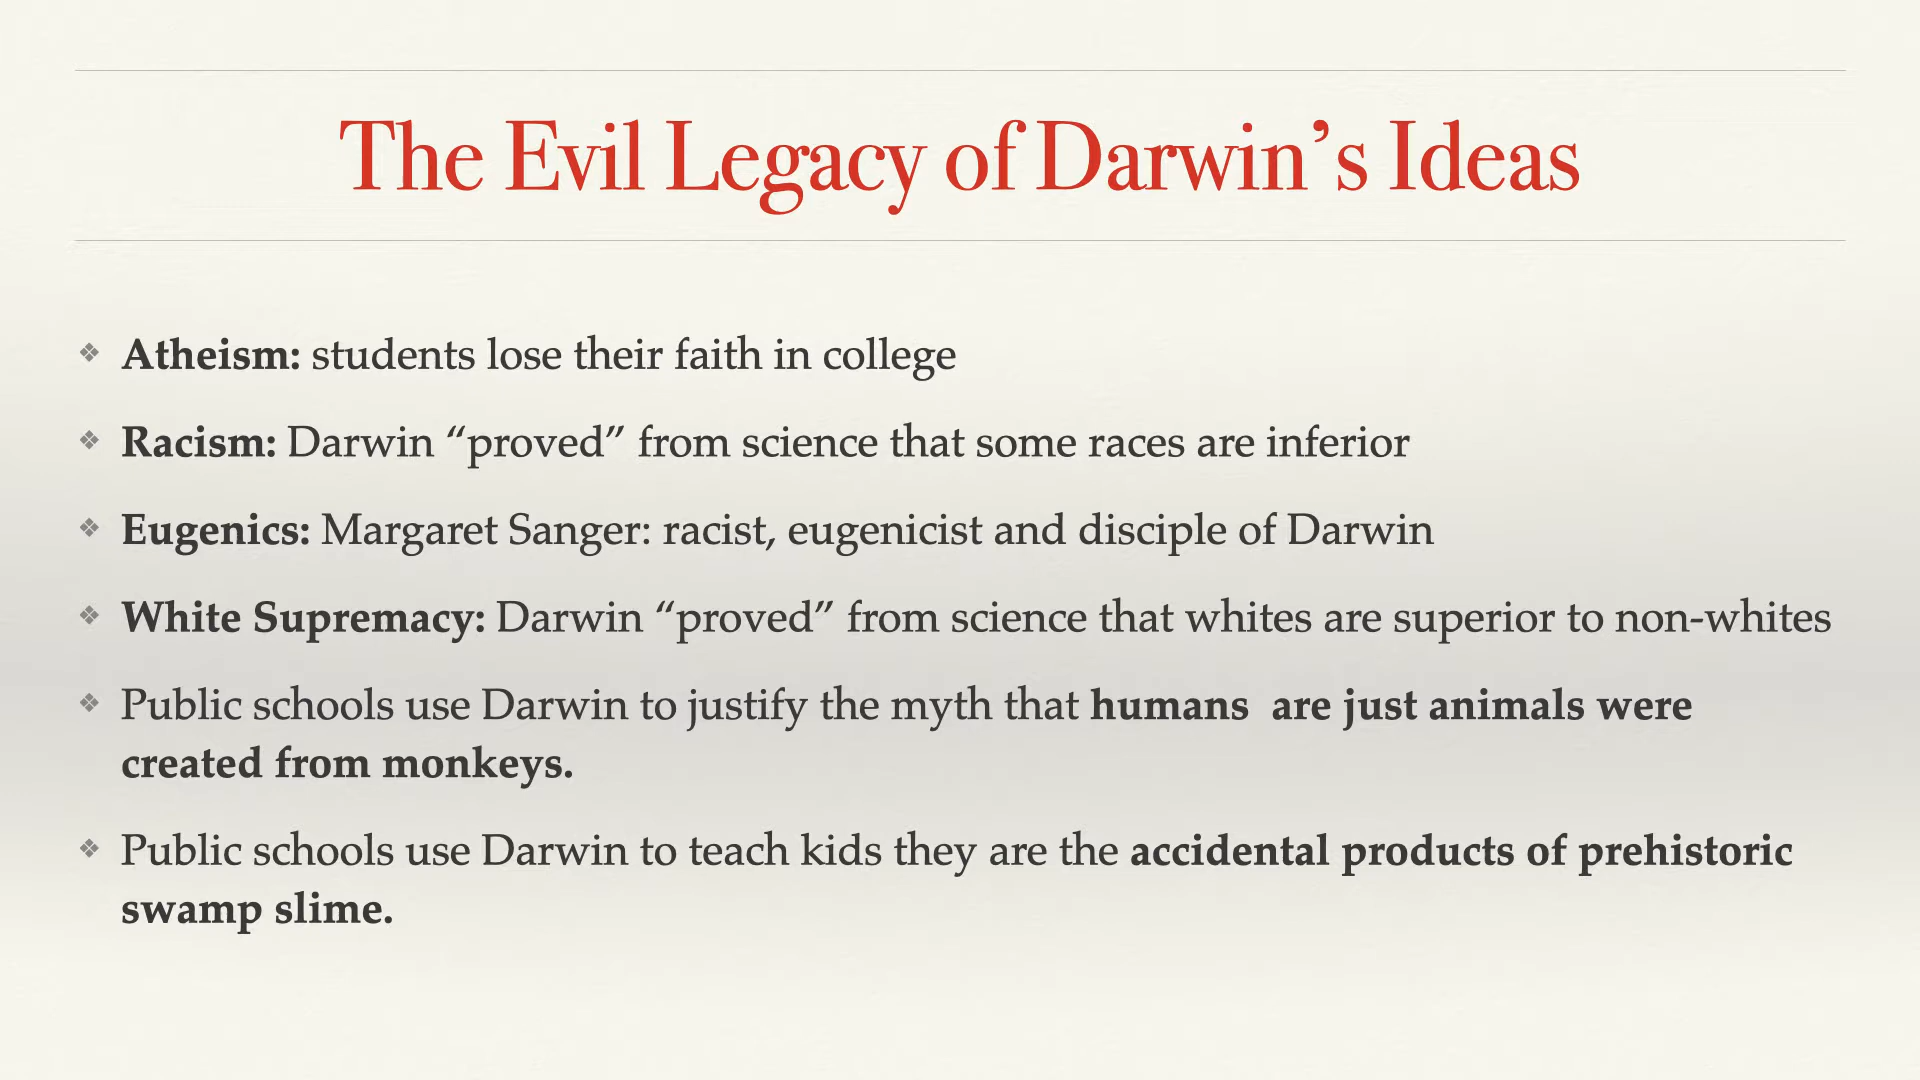 The Evil Legacy of Darwin’s Ideas
❖ Atheism: students lose their faith in college
❖ Racism: Darwin “proved” from science that some races are inferior
❖ Eugenics: Margaret Sanger: racist, eugenicist and disciple of Darwin
❖ White Supremacy: Darwin “proved” from science that whites are superior to non-whites
❖ Public schools use Darwin to justify the myth that humans  are just animals were
created from monkeys.
❖ Public schools use Darwin to teach kids they are the accidental products of prehistoric
swamp slime.